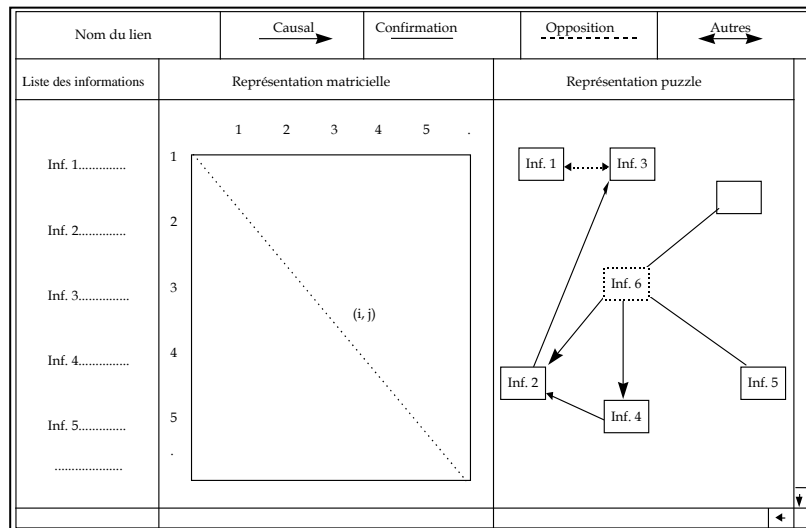 Nom du lien
Causal
Confirmation
Opposition
Autres
Liste des informations
Représentation matricielle
Représentation puzzle
1 2 3 4 5 .
1
2
3
4
5
.
Inf. 1.............
Inf. 2.............
Inf. 3..............
Inf. 4..............
Inf. 5.............
...................
(i, j)
Inf. 1
Inf. 3
Inf. 6
Inf. 2
Inf. 5
Inf. 4